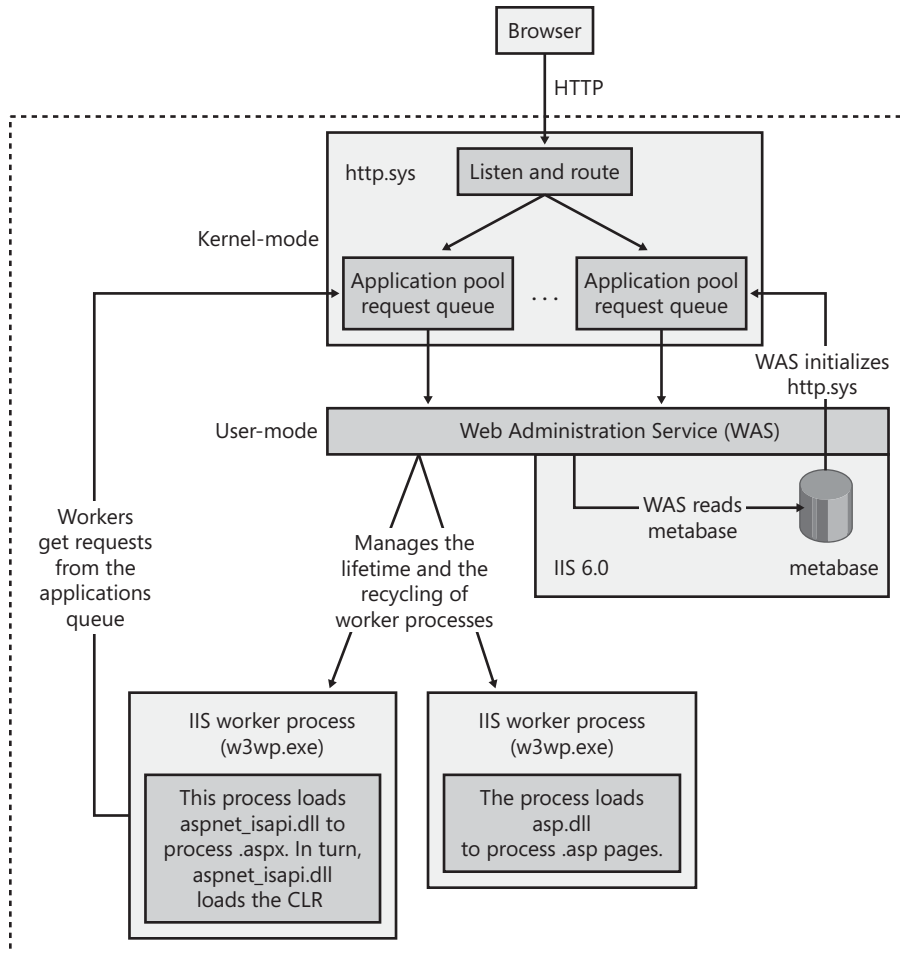 Browser
HTTP
http.sys
Listen and route
Kernel-mode
Application pool
request queue
...
Application pool
request queue
WAS initializes
http.sys
User-mode
Web Administration Service (WAS)
WAS reads
metabase
IIS 6.0
metabase
Workers
get requests
from the
applications
queue
Manages the
lifetime and the
recycling of
worker processes
IIS worker process
(w3wp.exe)
This process loads
aspnet_isapi.dll to
process .aspx. In turn,
aspnet_isapi.dll
loads the CLR
IIS worker process
(w3wp.exe)
The process loads
asp.dll
to process .asp pages.